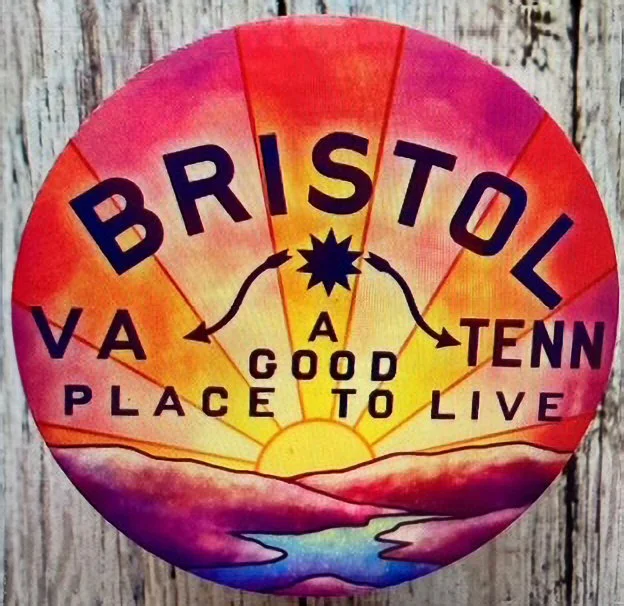 BRISTOL
VA TENN
A
GOOD
PLACE TO LIVE